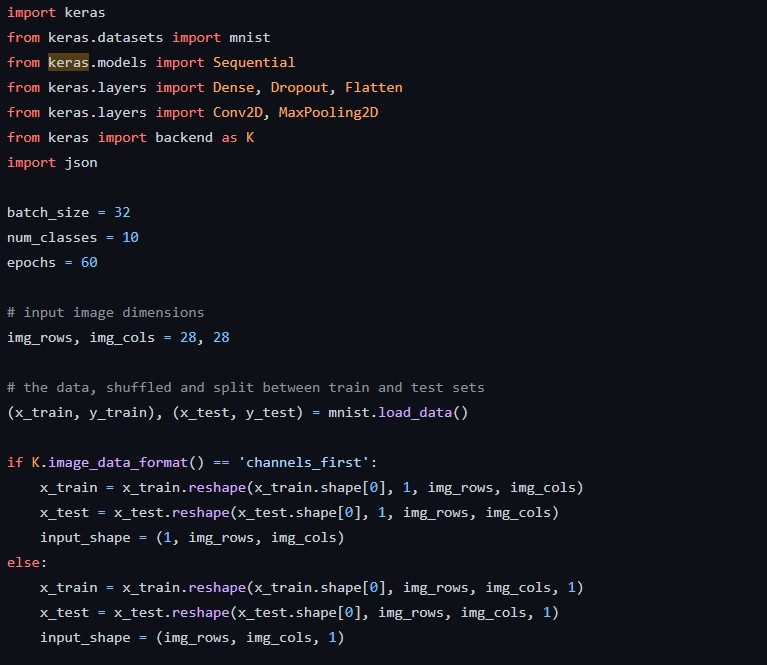 import keras
from keras.datasets import mnist
from keras.models import Sequential
from keras.layers import Dense, Dropout, Flatten
from keras.layers import Conv2D, MaxPooling2D
from keras import backend as K
import json

batch_size = 32
num_classes = 10
epochs = 60

# input image dimensions
img_rows, img_cols = 28, 28

# the data, shuffled and split between train and test sets
(x_train, y_train), (x_test, y_test) = mnist.load_data()

if K.image_data_format() == 'channels_first':
    x_train = x_train.reshape(x_train.shape[0], 1, img_rows, img_cols)
    x_test = x_test.reshape(x_test.shape[0], 1, img_rows, img_cols)
    input_shape = (1, img_rows, img_cols)
else:
    x_train = x_train.reshape(x_train.shape[0], img_rows, img_cols, 1)
    x_test = x_test.reshape(x_test.shape[0], img_rows, img_cols, 1)
    input_shape = (img_rows, img_cols, 1)